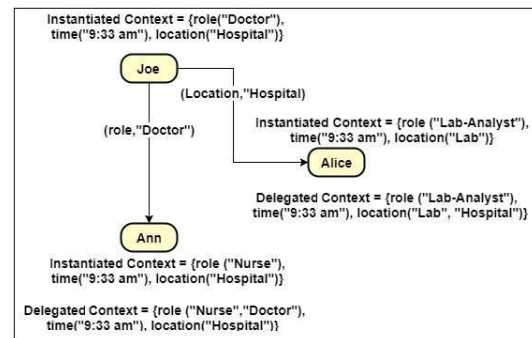 Instantiated Context = {role("Doctor"),
time("9:33 am"), location("Hospital")}
Joe
(Location,"Hospital)
(role,"Doctor")
Instantiated Context = {role ("Lab-Analyst"),
time("9:33 am"), location("Lab")}
Alice
Delegated Context = {role ("Lab-Analyst"),
time("9:33 am"), location("Lab", "Hospital")}
Ann
Instantiated Context = {role ("Nurse"),
time("9:33 am"), location("Hospital")}
Delegated Context = {role ("Nurse","Doctor"),
time("9:33 am"), location("Hospital")}